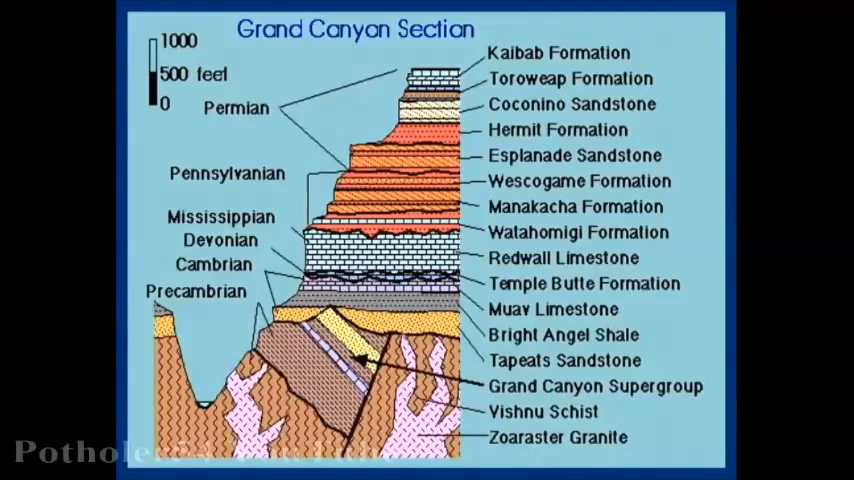 Grand Canyon Section
1000
500 feet
0
Permian
Pennsylvanian
Mississippian
Devonian
Cambrian
Precambrian
Kaibab Formation
Toroweap Formation
Coconino Sandstone
Hermit Formation
Esplanade Sandstone
Wescogame Formation
Manakacha Formation
Watahomigi Formation
Redwall Limestone
Temple Butte Formation
Muav Limestone
Bright Angel Shale
Tapeats Sandstone
Grand Canyon Supergroup
Vishnu Schist
Zoaraster Granite